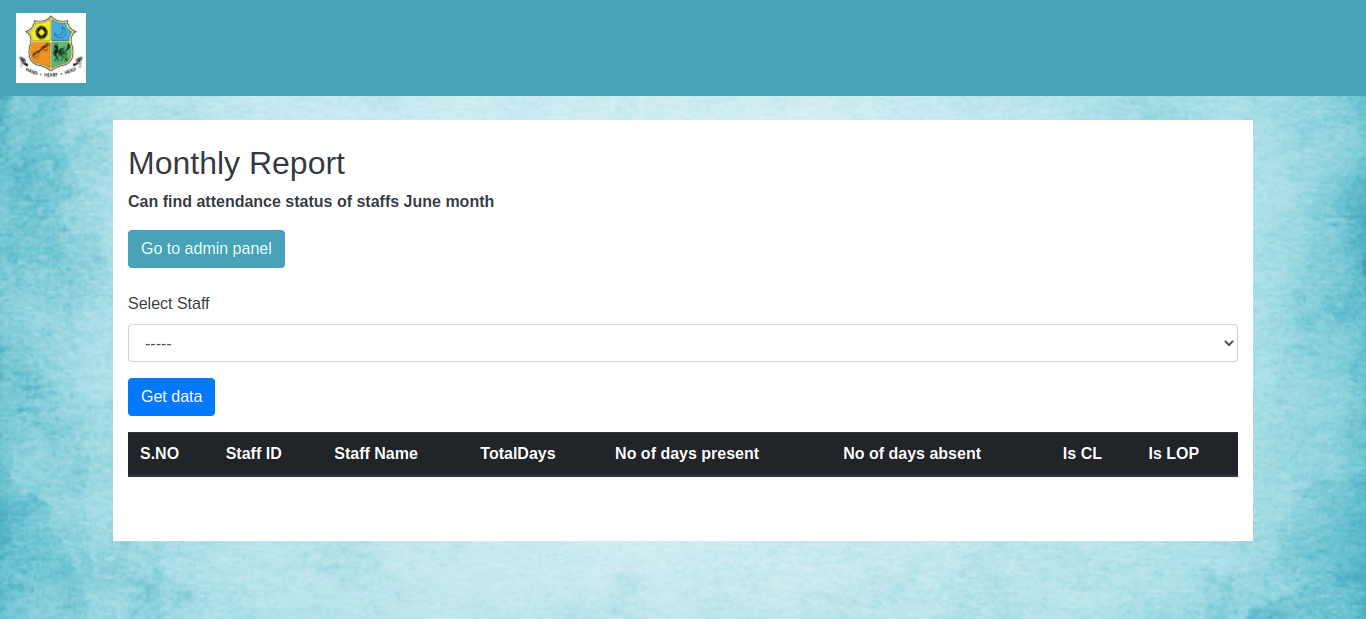 HAND • HEART • HEAD
Monthly Report
Can find attendance status of staffs June month
Go to admin panel
Select Staff
-----
Get data
S.NO Staff ID Staff Name TotalDays No of days present No of days absent Is CL Is LOP